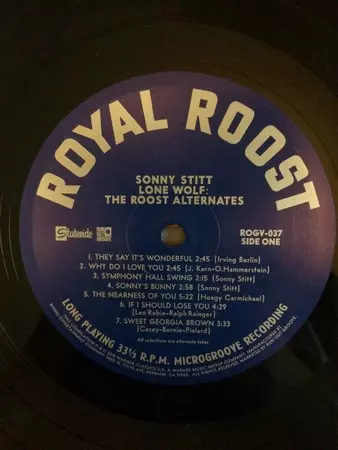 ROYAL ROOST
SONNY STITT
LONE WOLF:
THE ROOST ALTERNATES
Stateside
ROGV-037
SIDE ONE
1. THEY SAY IT'S WONDERFUL 2:45 (Irving Berlin)
2. WHY DO I LOVE YOU 2:45 (J. Kern-O.Hammerstein)
3. SYMPHONY HALL SWING 2:15 (Sonny Stitt)
4. SONNY'S BUNNY 2:58 (Sonny Stitt)
5. THE NEARNESS OF YOU 5:22 (Hoagy Carmichael)
6. IF I SHOULD LOSE YOU 4:29
(Leo Robin-Ralph Rainger)
7. SWEET GEORGIA BROWN 3:33
(Casey-Bernie-Pinland)
All selections are alternate takes
LONG PLAYING 33⅓ R.P.M. MICROGROOVE RECORDING